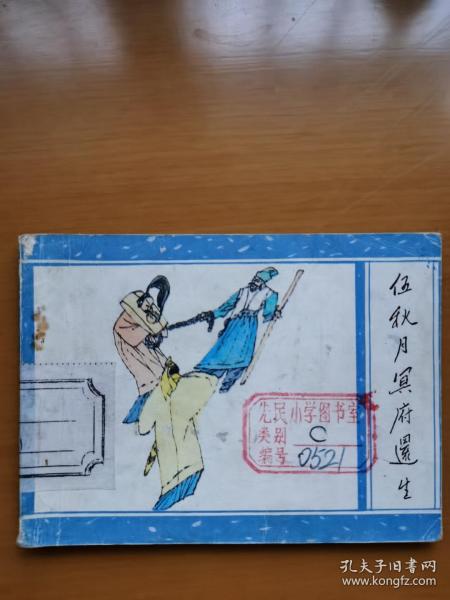 伍秋月冥府還生
先民小学图书室
类别 C
编号 0521
孔夫子旧书网
www.kongfz.com